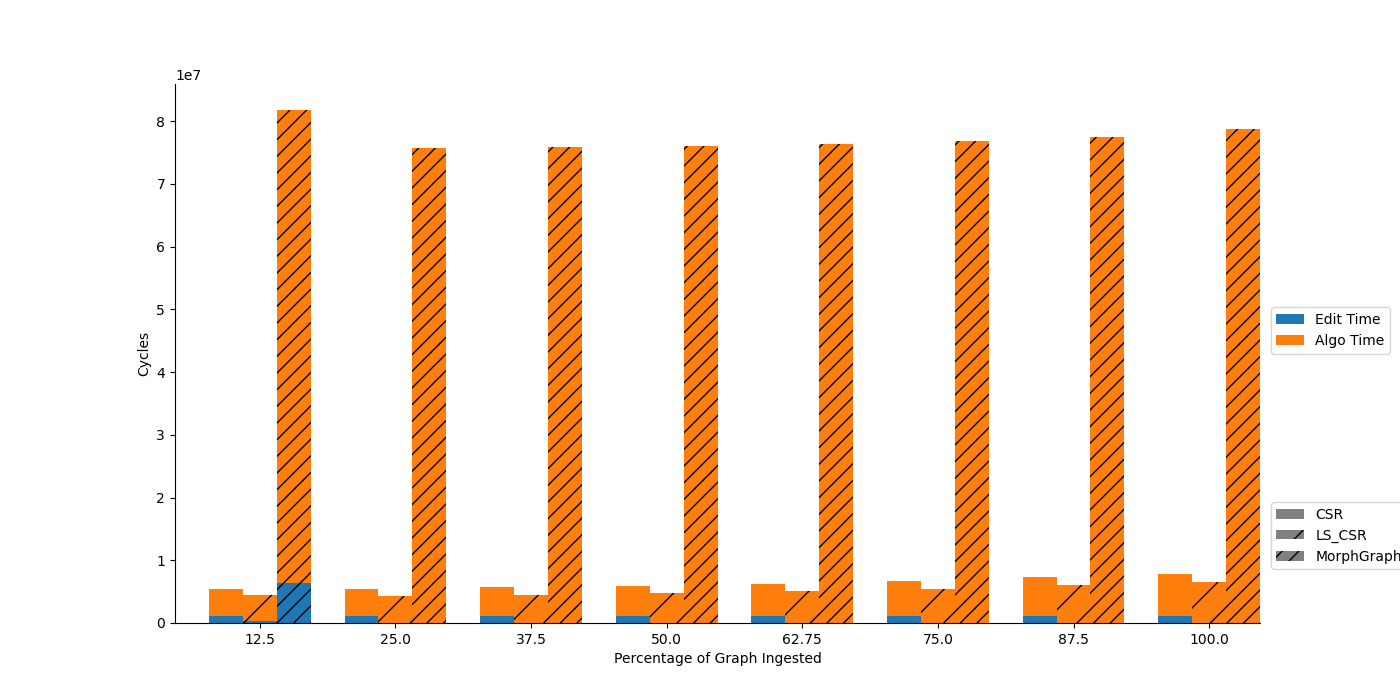 1e7
8
7
6
5
4
3
2
1
0
Cycles
12.5 25.0 37.5 50.0 62.75 75.0 87.5 100.0
Percentage of Graph Ingested
Edit Time
Algo Time
CSR
LS_CSR
MorphGraph